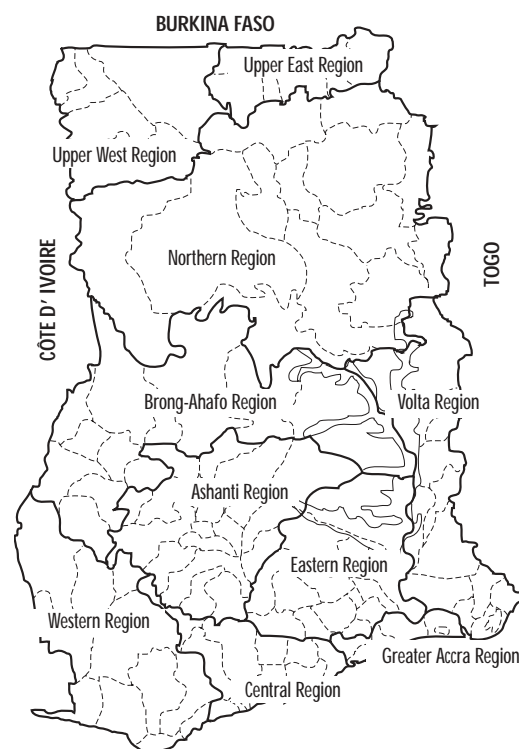 BURKINA FASO
Upper East Region
Upper West Region
Northern Region
CÔTE D' IVOIRE
TOGO
Brong-Ahafo Region
Volta Region
Ashanti Region
Eastern Region
Western Region
Greater Accra Region
Central Region